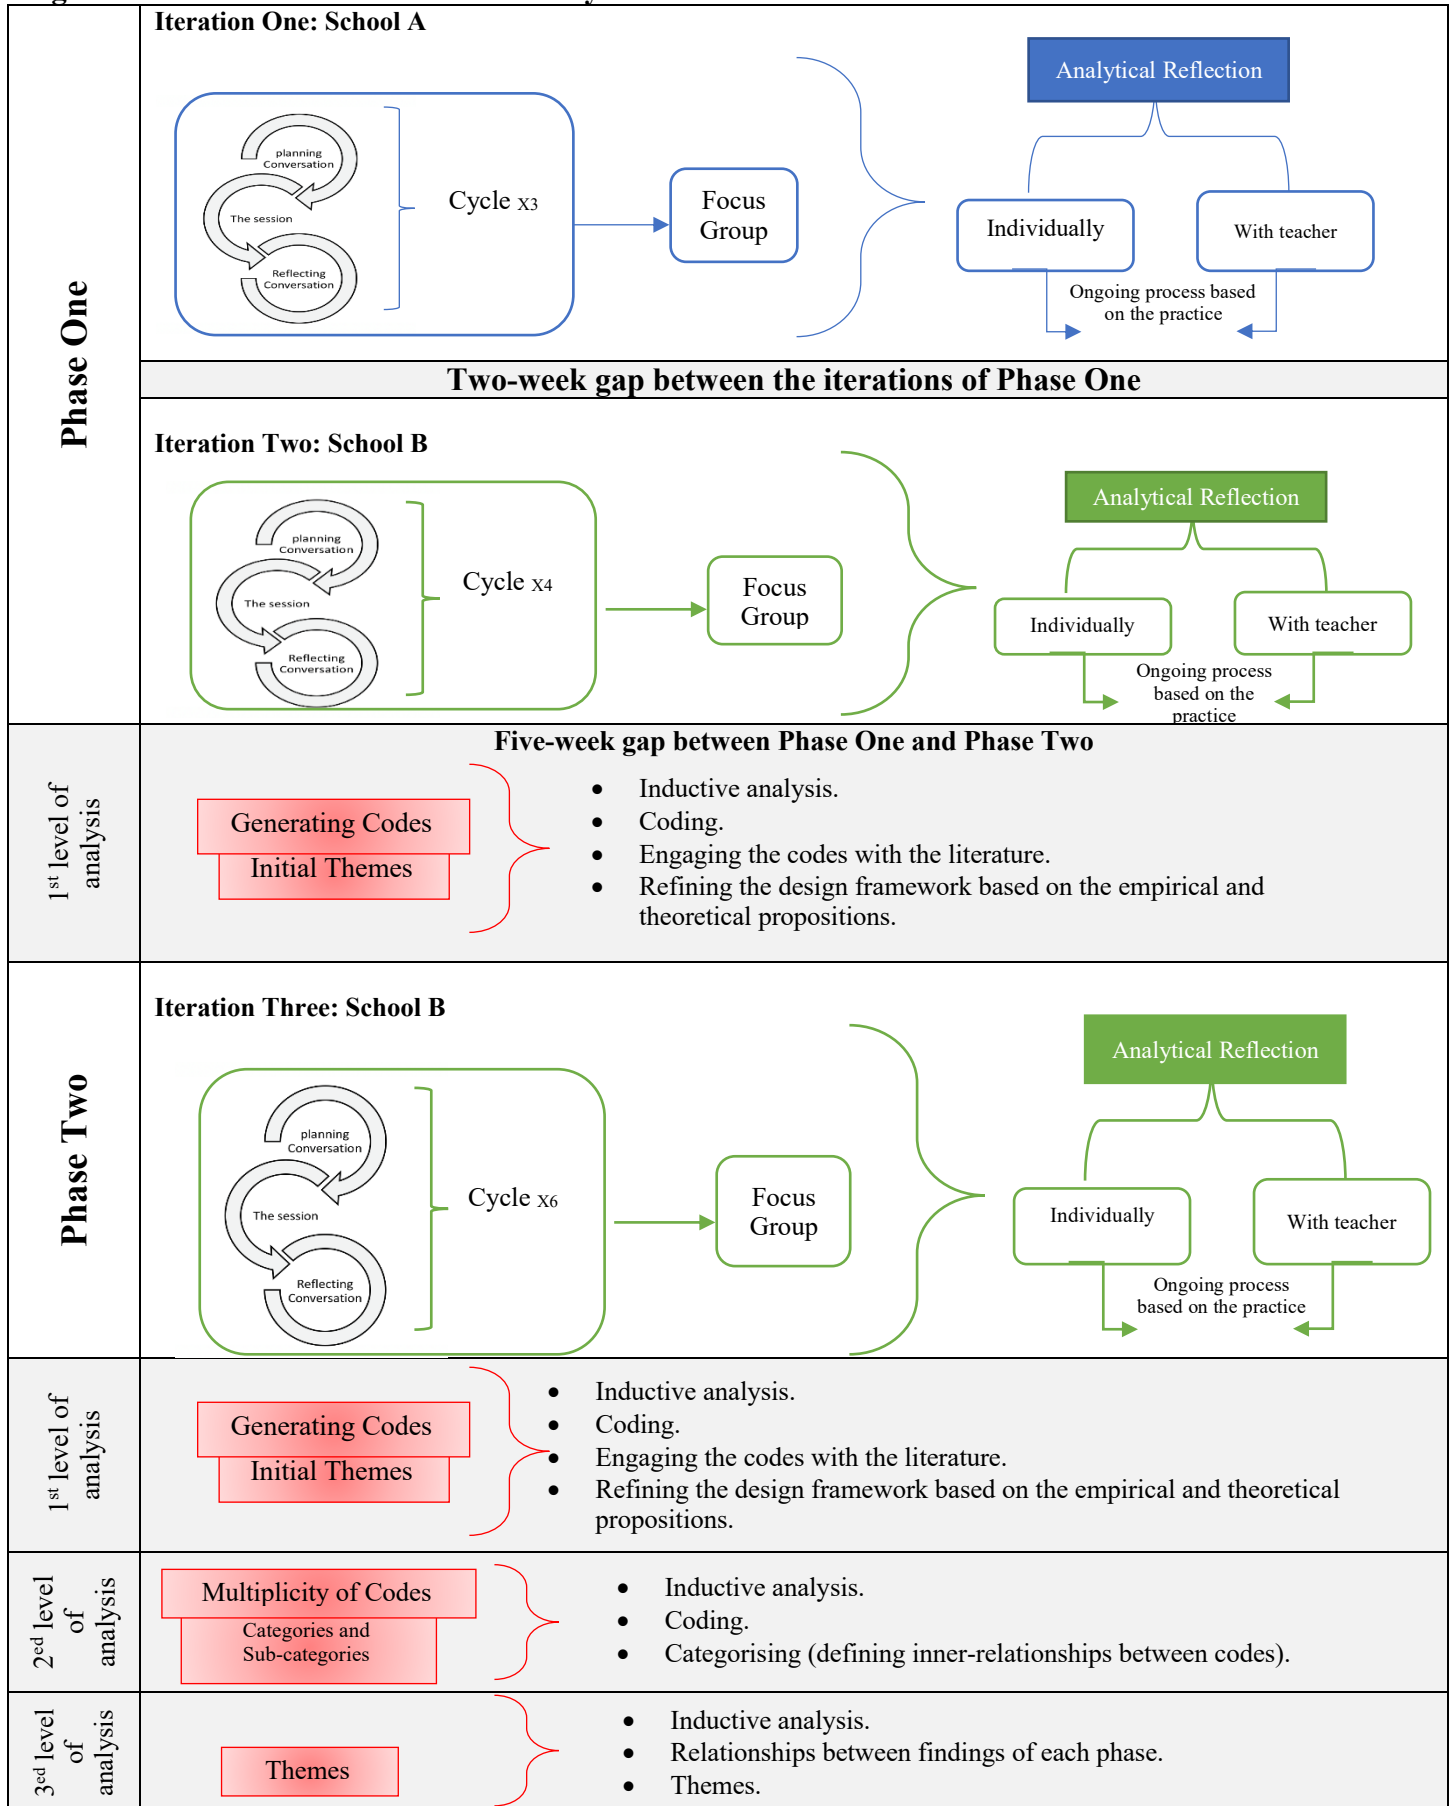 Phase One
Iteration One: School A
planning
Conversation
The session
Reflecting
Conversation
Cycle X3
Focus
Group
Analytical Reflection
Individually
With teacher
Ongoing process based
on the practice
Two-week gap between the iterations of Phase One
Iteration Two: School B
planning
Conversation
The session
Reflecting
Conversation
Cycle X4
Focus
Group
Analytical Reflection
Individually
With teacher
Ongoing process
based on the
practice
1st level of
analysis
Five-week gap between Phase One and Phase Two
Generating Codes
Initial Themes
• Inductive analysis.
• Coding.
• Engaging the codes with the literature.
• Refining the design framework based on the empirical and
theoretical propositions.
Phase Two
Iteration Three: School B
planning
Conversation
The session
Reflecting
Conversation
Cycle X6
Focus
Group
Analytical Reflection
Individually
With teacher
Ongoing process
based on the practice
1st level of
analysis
Generating Codes
Initial Themes
• Inductive analysis.
• Coding.
• Engaging the codes with the literature.
• Refining the design framework based on the empirical and theoretical
propositions.
2ed level
of
analysis
Multiplicity of Codes
Categories and
Sub-categories
• Inductive analysis.
• Coding.
• Categorising (defining inner-relationships between codes).
3ed level
of
analysis
Themes
• Inductive analysis.
• Relationships between findings of each phase.
• Themes.